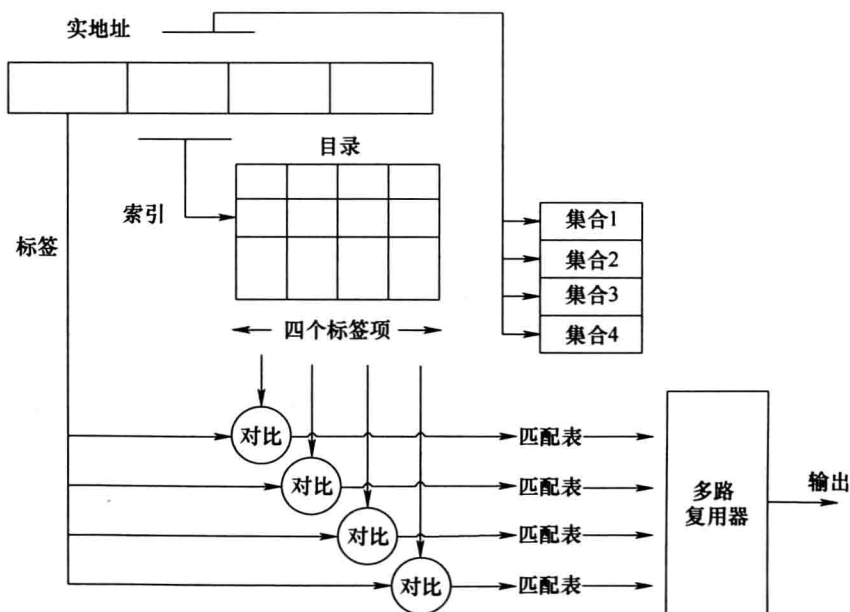 实地址
目录
索引
标签
集合1
集合2
集合3
集合4
四个标签项
对比
匹配表
对比
匹配表
对比
匹配表
对比
匹配表
多路
复用器
输出